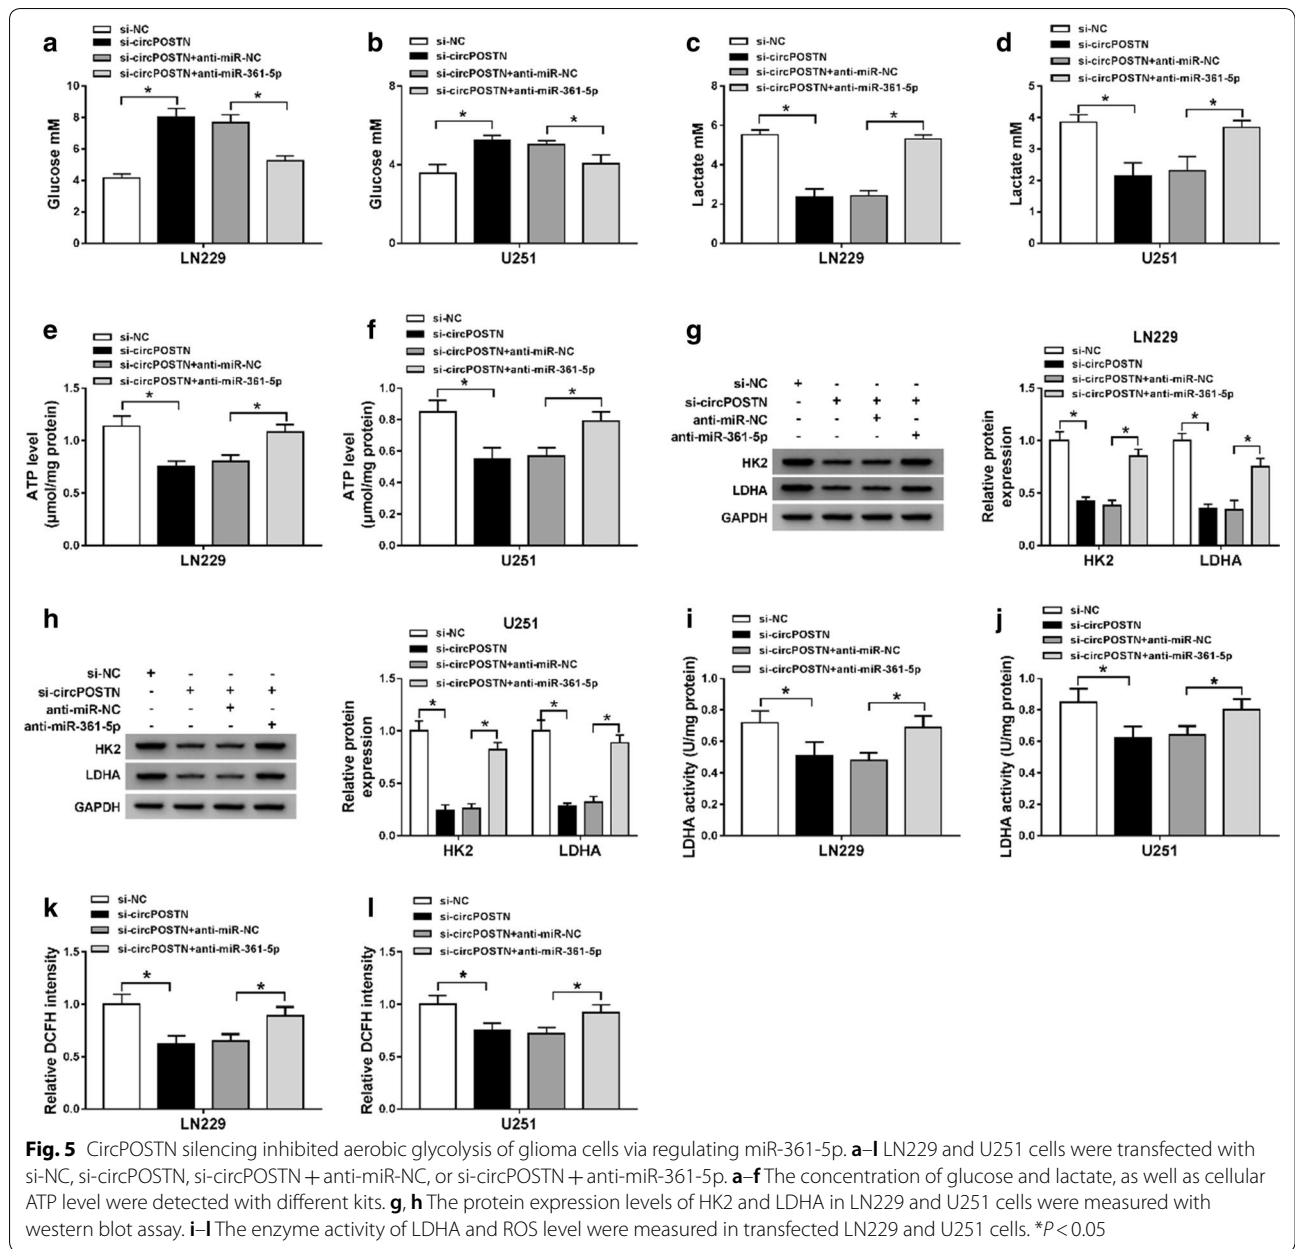 a
si-NC
si-circPOSTN
si-circPOSTN+anti-miR-NC
si-circPOSTN+anti-miR-361-5p
Glucose mM
10
8
6
4
2
0
*
*
LN229
b
si-NC
si-circPOSTN
si-circPOSTN+anti-miR-NC
si-circPOSTN+anti-miR-361-5p
Glucose mM
8
4
0
*
*
U251
c
si-NC
si-circPOSTN
si-circPOSTN+anti-miR-NC
si-circPOSTN+anti-miR-361-5p
Lactate mM
8
6
4
2
0
*
*
LN229
d
si-NC
si-circPOSTN
si-circPOSTN+anti-miR-NC
si-circPOSTN+anti-miR-361-5p
Lactate mM
5
4
3
2
1
0
*
*
U251
e
si-NC
si-circPOSTN
si-circPOSTN+anti-miR-NC
si-circPOSTN+anti-miR-361-5p
ATP level
(μmol/mg protein)
1.5
1.0
0.5
0.0
*
*
LN229
f
si-NC
si-circPOSTN
si-circPOSTN+anti-miR-NC
si-circPOSTN+anti-miR-361-5p
ATP level
(μmol/mg protein)
1.0
0.8
0.6
0.4
0.2
0.0
*
*
U251
g
si-NC + - - -
si-circPOSTN - + + +
anti-miR-NC - - + -
anti-miR-361-5p - - - +
HK2
LDHA
GAPDH
LN229
si-NC
si-circPOSTN
si-circPOSTN+anti-miR-NC
si-circPOSTN+anti-miR-361-5p
Relative protein
expression
1.5
1.0
0.5
0.0
*
*
*
*
HK2 LDHA
h
si-NC + - - -
si-circPOSTN - + + +
anti-miR-NC - - + -
anti-miR-361-5p - - - +
HK2
LDHA
GAPDH
U251
si-NC
si-circPOSTN
si-circPOSTN+anti-miR-NC
si-circPOSTN+anti-miR-361-5p
Relative protein
expression
1.5
1.0
0.5
0.0
*
*
*
*
HK2 LDHA
i
si-NC
si-circPOSTN
si-circPOSTN+anti-miR-NC
si-circPOSTN+anti-miR-361-5p
LDHA activity (U/mg protein)
1.0
0.8
0.6
0.4
0.2
0.0
*
*
LN229
j
si-NC
si-circPOSTN
si-circPOSTN+anti-miR-NC
si-circPOSTN+anti-miR-361-5p
LDHA activity (U/mg protein)
1.0
0.8
0.6
0.4
0.2
0.0
*
*
U251
k
si-NC
si-circPOSTN
si-circPOSTN+anti-miR-NC
si-circPOSTN+anti-miR-361-5p
Relative DCFH intensity
1.5
1.0
0.5
0.0
*
*
LN229
l
si-NC
si-circPOSTN
si-circPOSTN+anti-miR-NC
si-circPOSTN+anti-miR-361-5p
Relative DCFH intensity
1.5
1.0
0.5
0.0
*
*
U251
Fig. 5 CircPOSTN silencing inhibited aerobic glycolysis of glioma cells via regulating miR-361-5p. a–l LN229 and U251 cells were transfected with
si-NC, si-circPOSTN, si-circPOSTN + anti-miR-NC, or si-circPOSTN + anti-miR-361-5p. a–f The concentration of glucose and lactate, as well as cellular
ATP level were detected with different kits. g, h The protein expression levels of HK2 and LDHA in LN229 and U251 cells were measured with
western blot assay. i–l The enzyme activity of LDHA and ROS level were measured in transfected LN229 and U251 cells. *P < 0.05